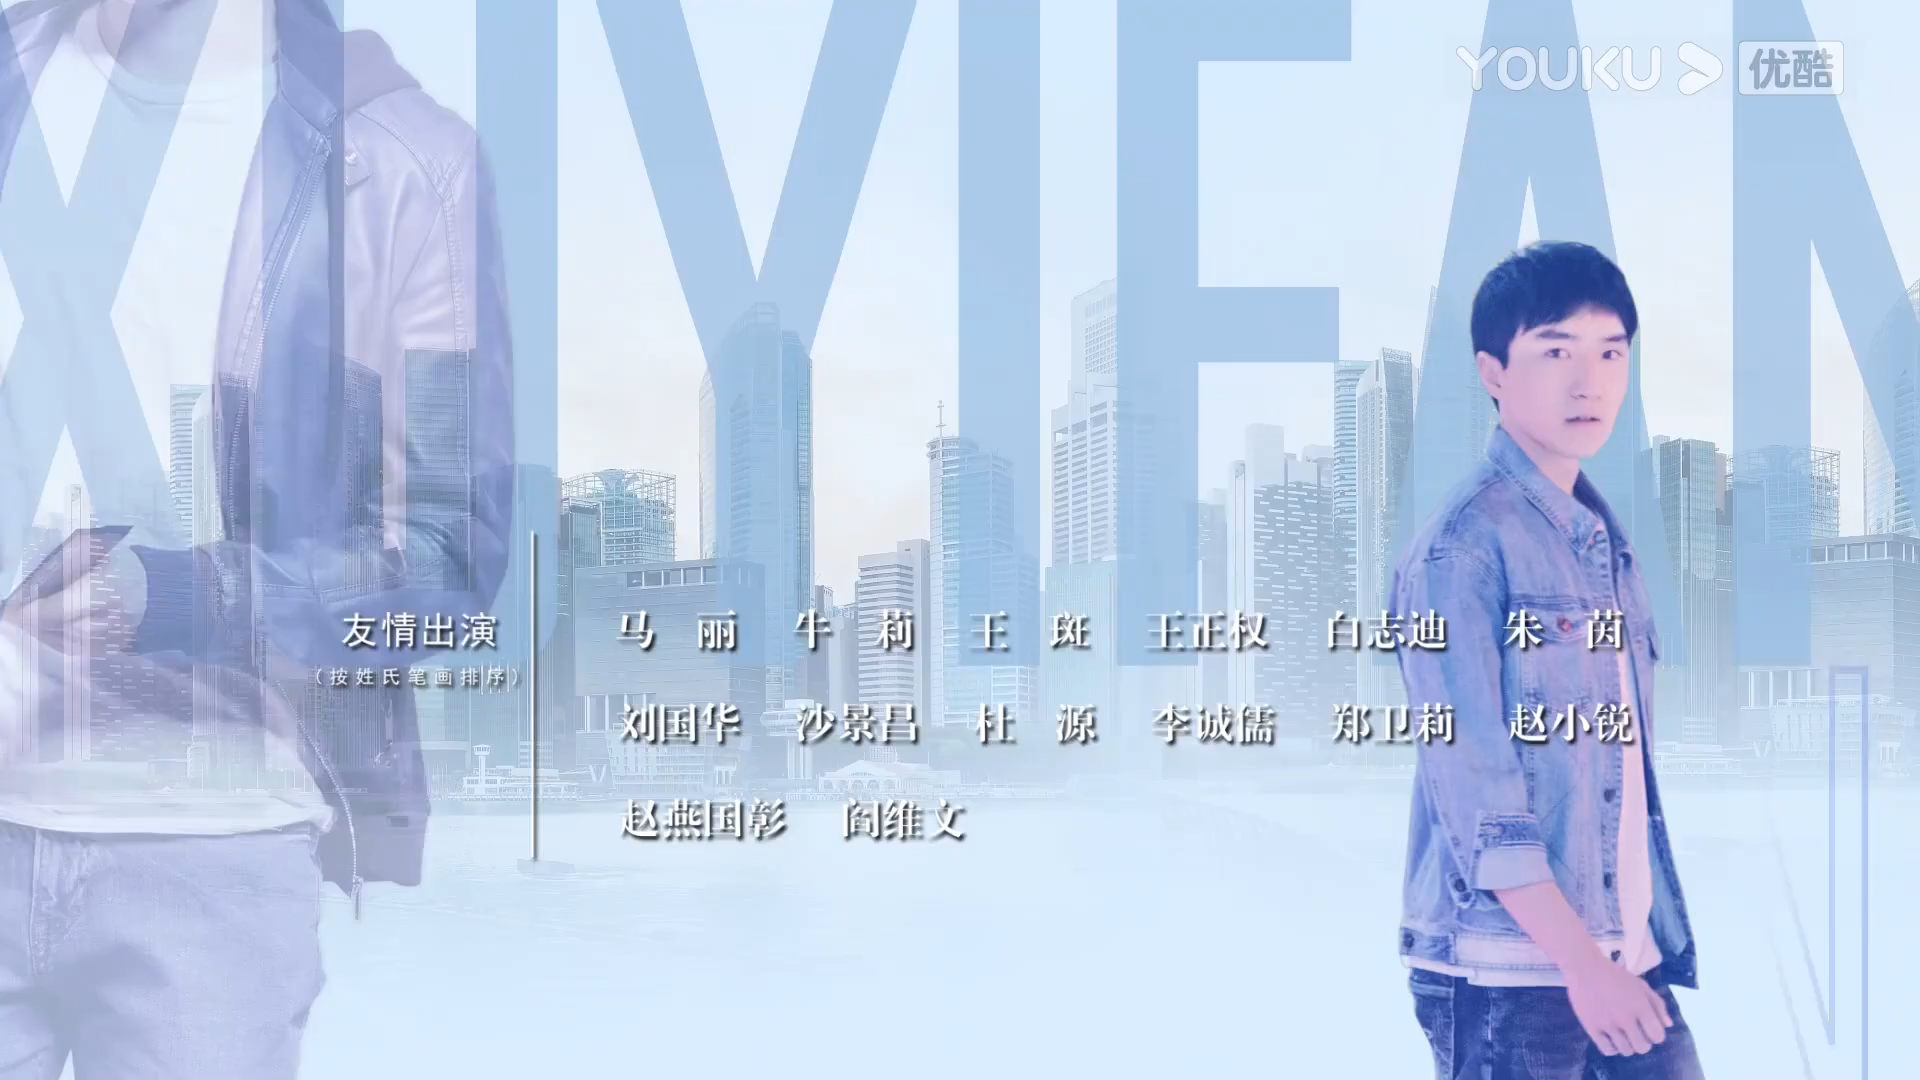 XUYIFAN
YOUKU 优酷
友情出演
（按姓氏笔画排序）
马 丽 牛 莉 王 斑 王正权 白志迪 朱 茵
刘国华 沙景昌 杜 源 李诚儒 郑卫莉 赵小锐
赵燕国彰 阎维文